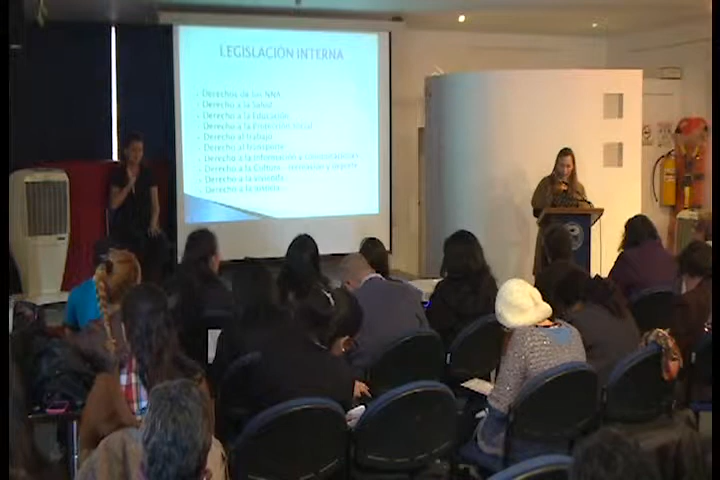 LEGISLACIÓN INTERNA
- Derechos de los NNA
- Derecho a la Salud
- Derecho a la Educación
- Derecho a la Protección Social
- Derecho al trabajo
- Derecho al transporte
- Derecho a la información y comunicaciones
- Derecho a la Cultura, recreación y deporte
- Derecho a la vivienda
- Derecho a la justicia